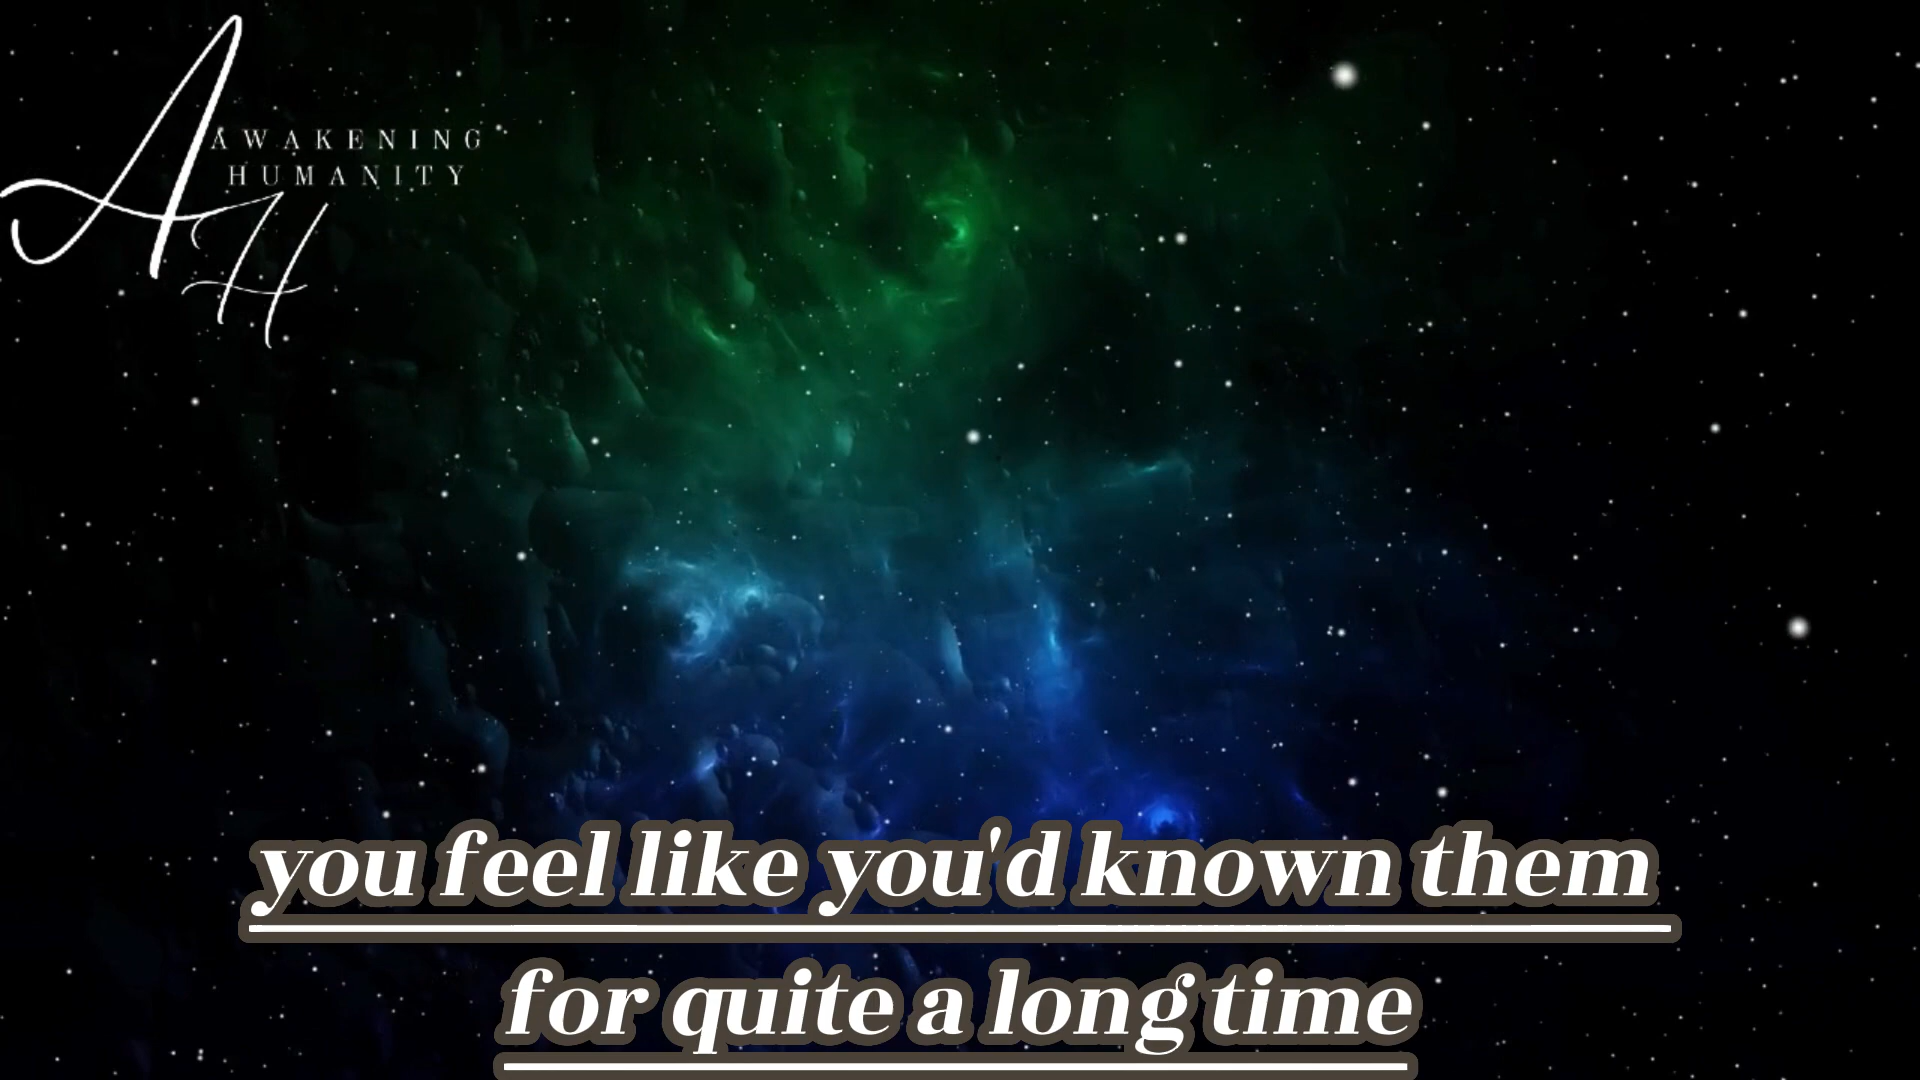 AWAKENING
HUMANITY
AH
you feel like you'd known them
for quite a long time